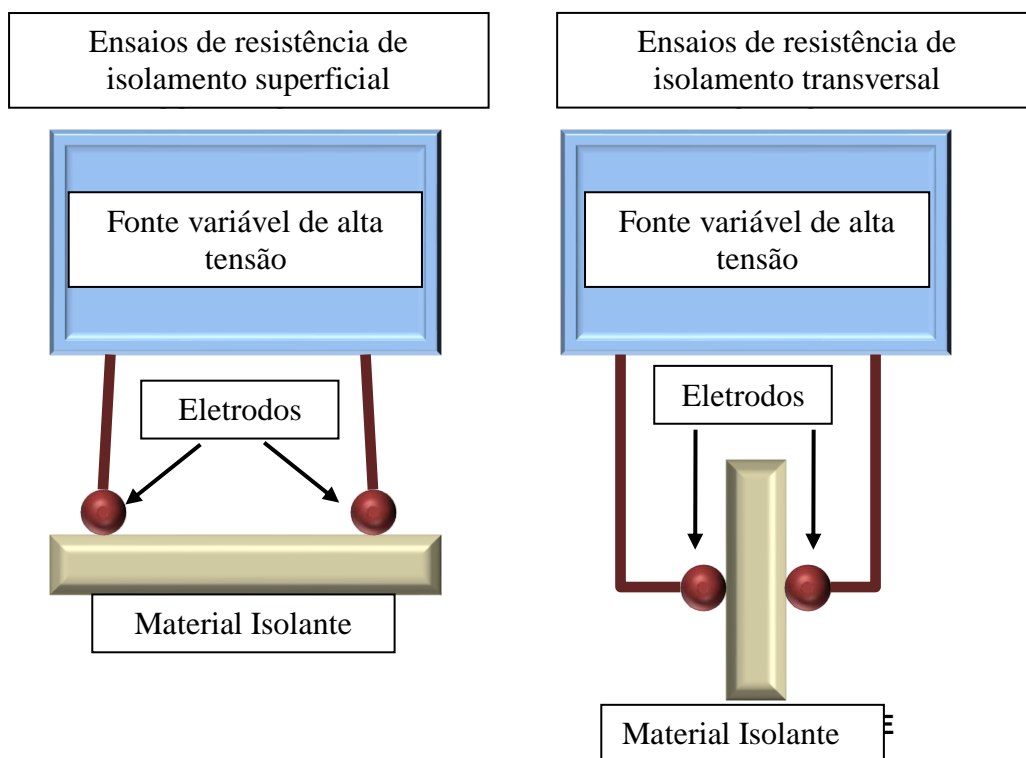 Ensaios de resistência de
isolamento superficial
Fonte variável de alta
tensão
Eletrodos
Material Isolante
Ensaios de resistência de
isolamento transversal
Fonte variável de alta
tensão
Eletrodos
Material Isolante
E